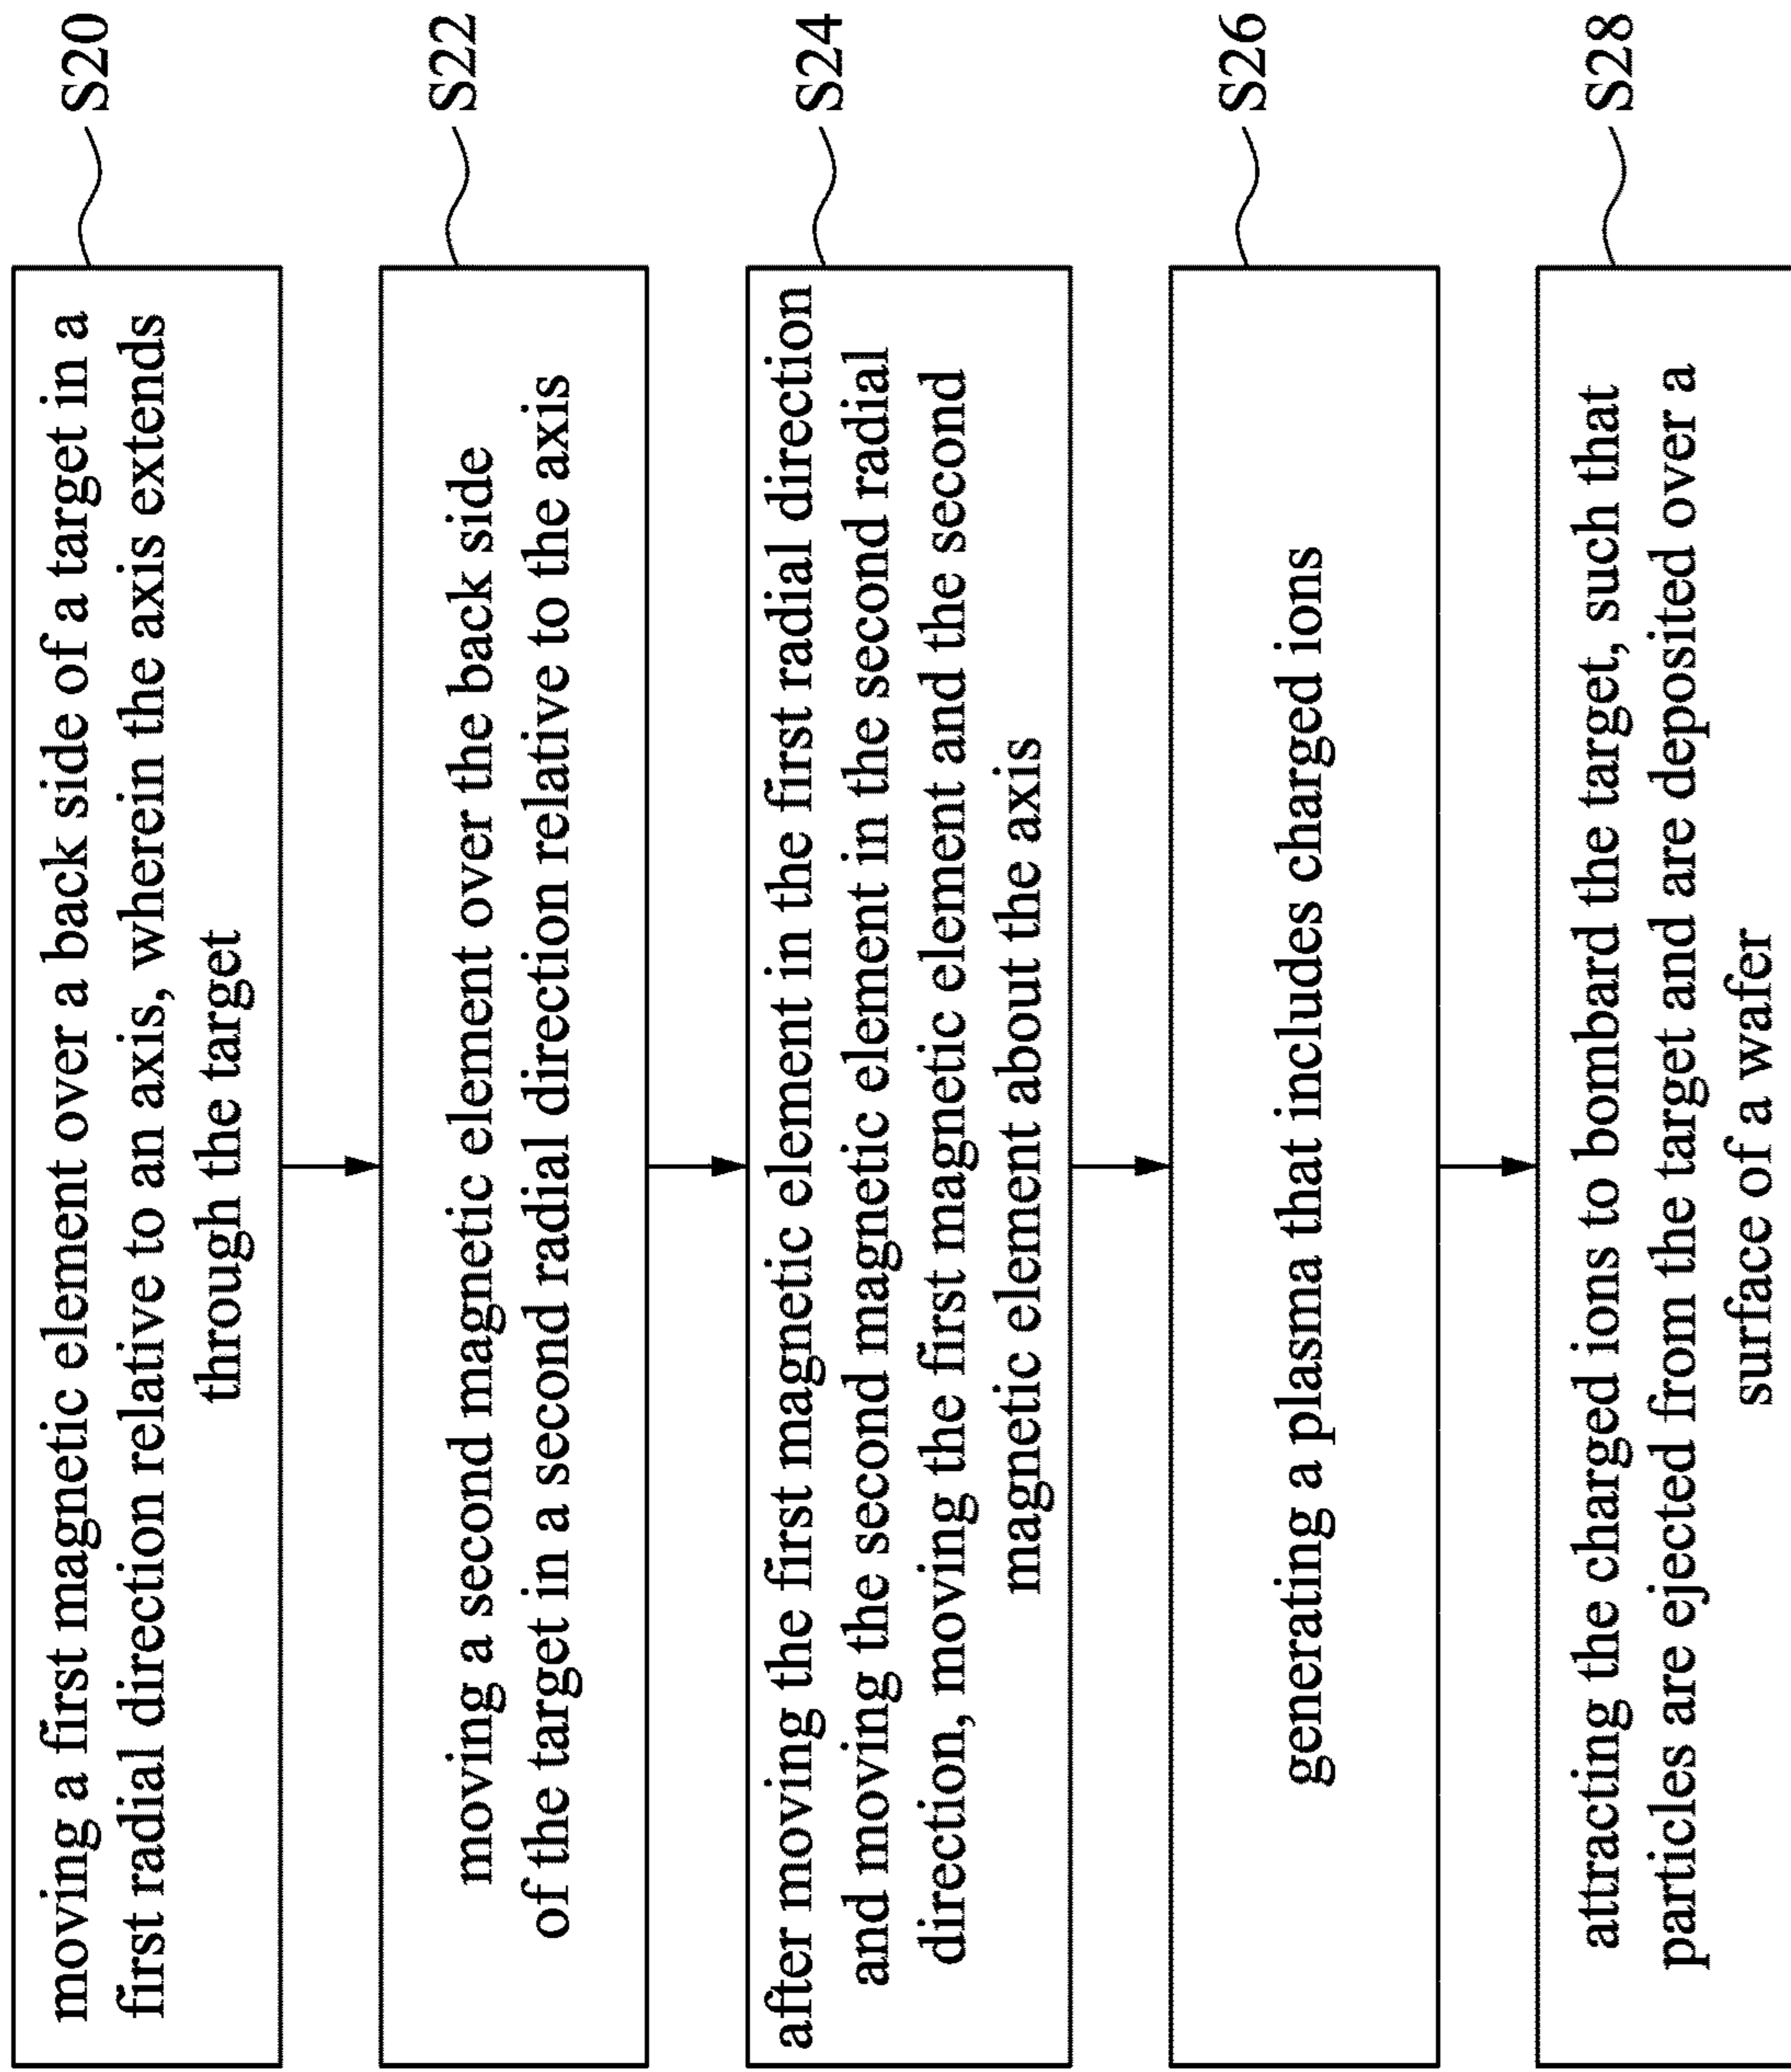 moving a first magnetic element over a back side of a target in a
first radial direction relative to an axis, wherein the axis extends
through the target
S20
moving a second magnetic element over the back side
of the target in a second radial direction relative to the axis
S22
after moving the first magnetic element in the first radial direction
and moving the second magnetic element in the second radial
direction, moving the first magnetic element and the second
magnetic element about the axis
S24
generating a plasma that includes charged ions
S26
attracting the charged ions to bombard the target, such that
particles are ejected from the target and are deposited over a
surface of a wafer
S28